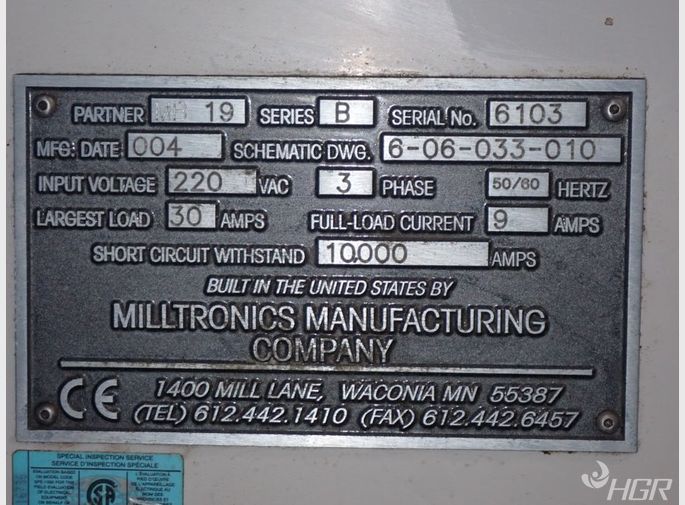 PARTNER MB 19 SERIES B SERIAL No. 6103
MFG: DATE 004 SCHEMATIC DWG. 6-06-033-010
INPUT VOLTAGE 220 VAC 3 PHASE 50/60 HERTZ
LARGEST LOAD 30 AMPS FULL-LOAD CURRENT 9 AMPS
SHORT CIRCUIT WITHSTAND 10000 AMPS
BUILT IN THE UNITED STATES BY
MILLTRONICS MANUFACTURING
COMPANY
CE 1400 MILL LANE, WACONIA MN 55387
(TEL) 612.442.1410 (FAX) 612.442.6457
SPECIAL INSPECTION SERVICE
SERVICE D'INSPECTION SPÉCIALE
HGR